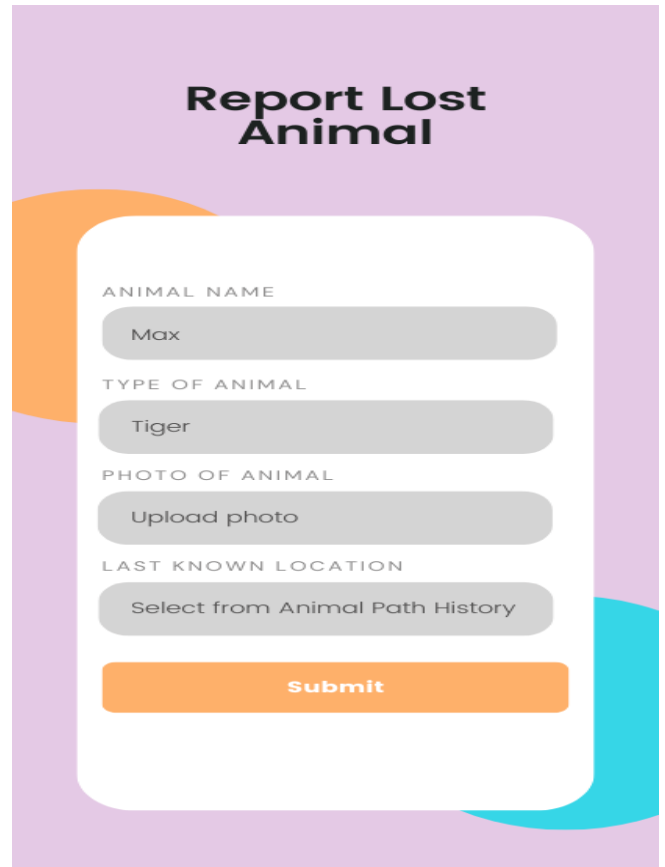 Report Lost
Animal
ANIMAL NAME
Max
TYPE OF ANIMAL
Tiger
PHOTO OF ANIMAL
Upload photo
LAST KNOWN LOCATION
Select from Animal Path History
Submit